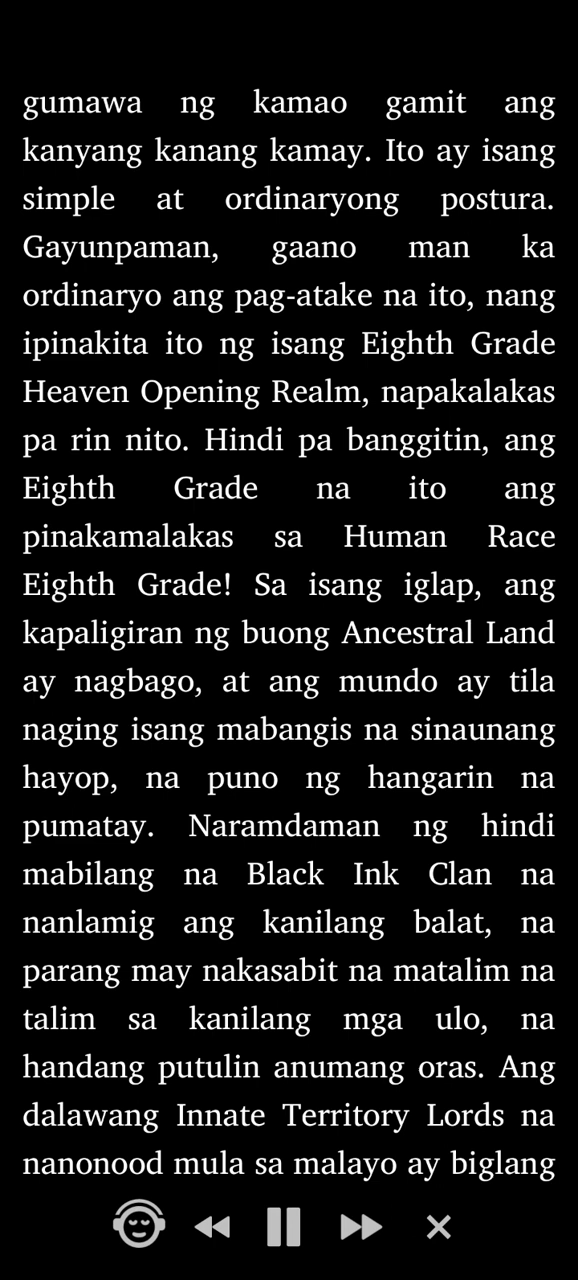 gumawa ng kamao gamit ang
kanyang kanang kamay. Ito ay isang
simple at ordinaryong postura.
Gayunpaman, gaano man ka
ordinaryo ang pag-atake na ito, nang
ipinakita ito ng isang Eighth Grade
Heaven Opening Realm, napakalakas
pa rin nito. Hindi pa banggitin, ang
Eighth Grade na ito ang
pinakamalakas sa Human Race
Eighth Grade! Sa isang iglap, ang
kapaligiran ng buong Ancestral Land
ay nagbago, at ang mundo ay tila
naging isang mabangis na sinaunang
hayop, na puno ng hangarin na
pumatay. Naramdaman ng hindi
mabilang na Black Ink Clan na
nanlamig ang kanilang balat, na
parang may nakasabit na matalim na
talim sa kanilang mga ulo, na
handang putulin anumang oras. Ang
dalawang Innate Territory Lords na
nanonood mula sa malayo ay biglang